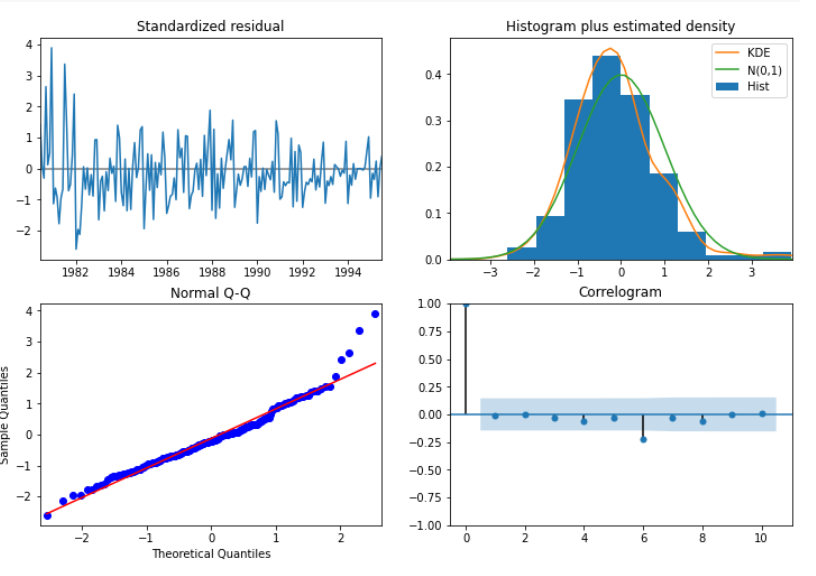 Standardized residual
4
3
2
1
0
−1
−2
1982 1984 1986 1988 1990 1992 1994
Histogram plus estimated density
KDE
N(0,1)
Hist
0.4
0.3
0.2
0.1
0.0
−3 −2 −1 0 1 2 3
Normal Q-Q
Sample Quantiles
4
3
2
1
0
−1
−2
−2 −1 0 1 2
Theoretical Quantiles
Correlogram
1.00
0.75
0.50
0.25
0.00
−0.25
−0.50
−0.75
−1.00
0 2 4 6 8 10